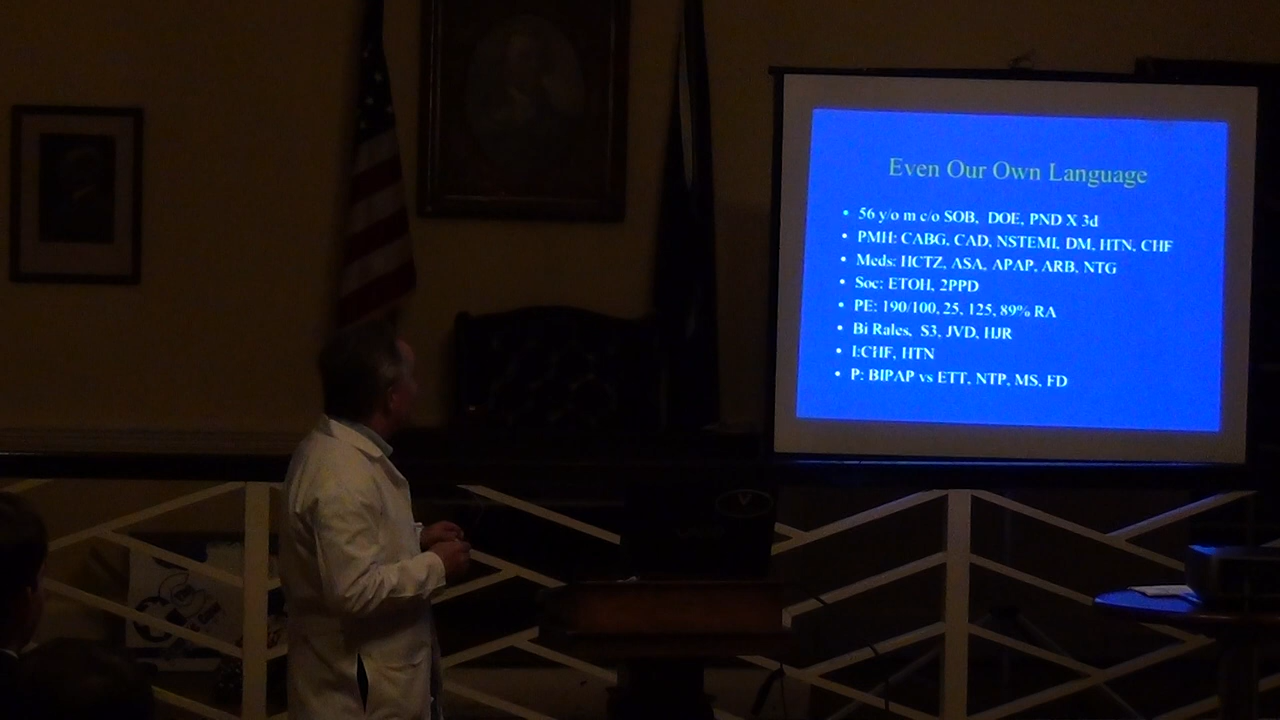 Even Our Own Language
• 56 y/o m c/o SOB, DOE, PND X 3d
• PMH: CABG, CAD, NSTEMI, DM, HTN, CHF
• Meds: HCTZ, ASA, APAP, ARB, NTG
• Soc: ETOH, 2PPD
• PE: 190/100, 25, 125, 89% RA
• Bi Rales, S3, JVD, HJR
• I:CHF, HTN
• P: BIPAP vs ETT, NTP, MS, FD